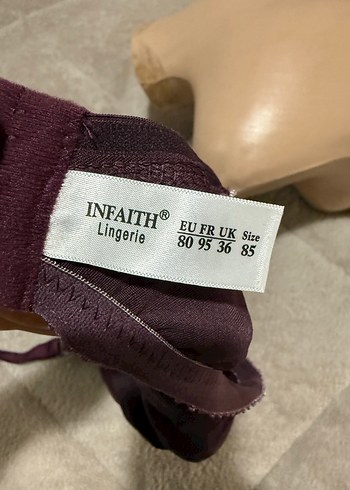 INFAITH®
Lingerie
EU FR UK Size
80 95 36 85